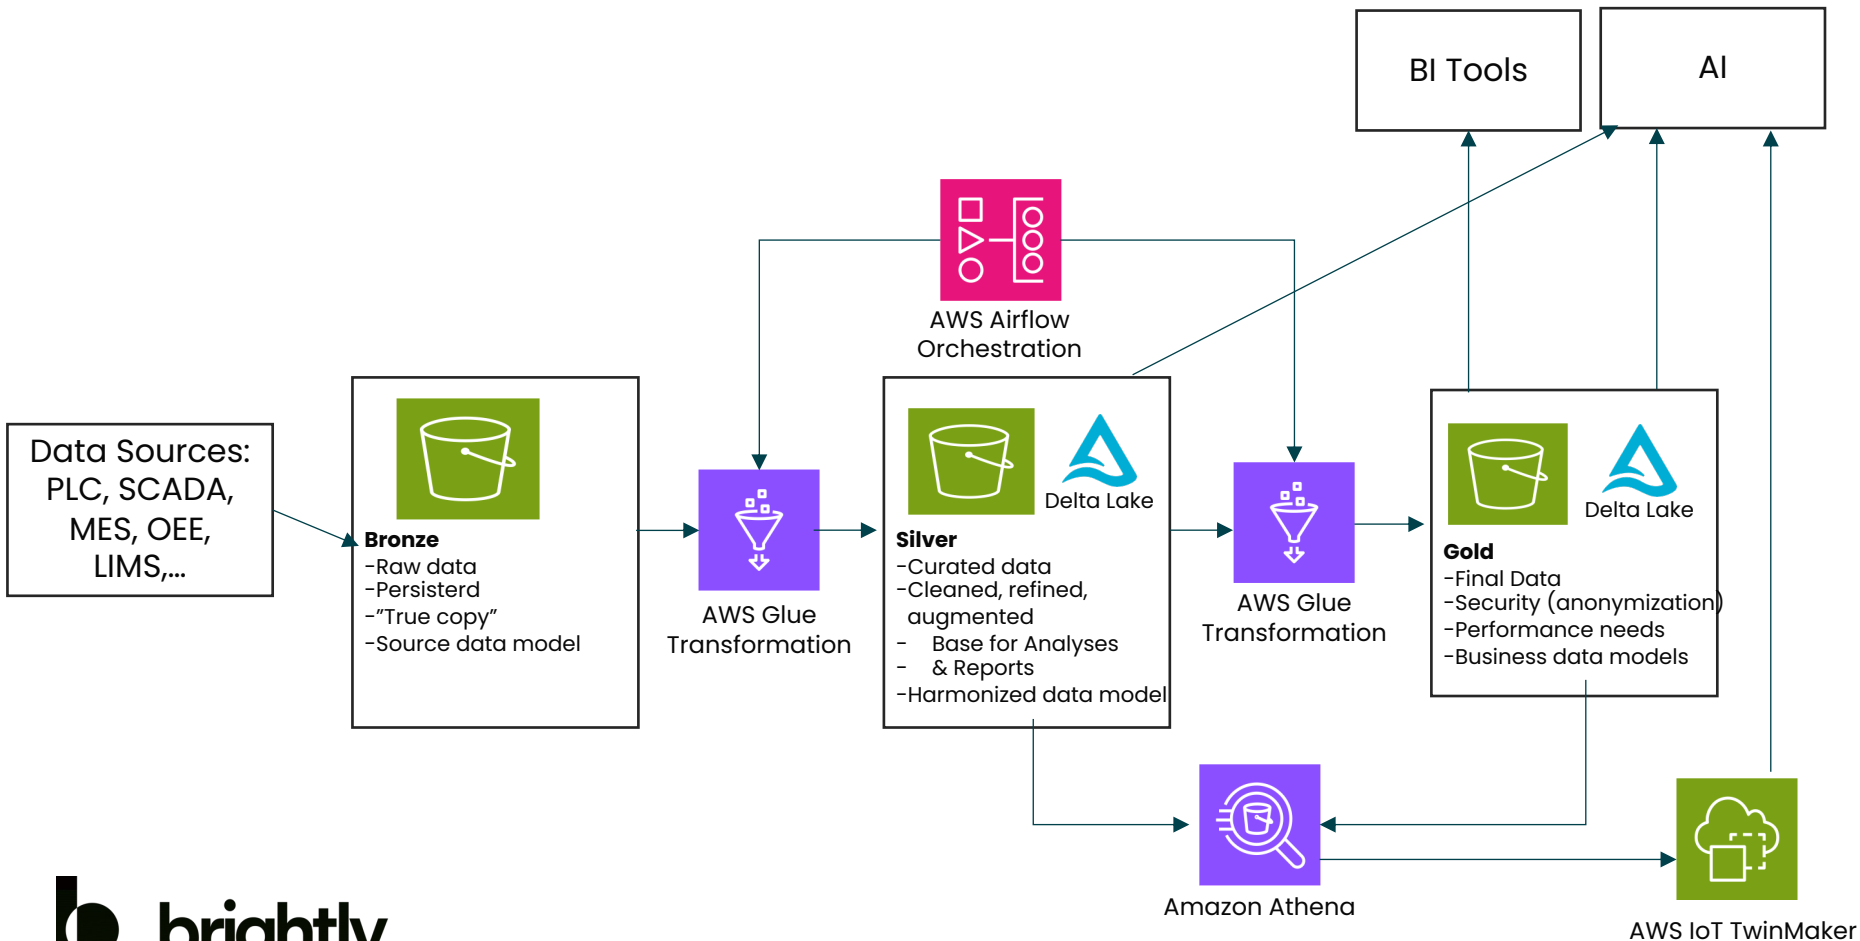 BI Tools
AI
AWS Airflow
Orchestration
Data Sources:
PLC, SCADA,
MES, OEE,
LIMS,...
Bronze
-Raw data
-Persisterd
-"True copy"
-Source data model
AWS Glue
Transformation
Delta Lake
Silver
-Curated data
-Cleaned, refined,
augmented
- Base for Analyses
- & Reports
-Harmonized data model
AWS Glue
Transformation
Delta Lake
Gold
-Final Data
-Security (anonymization)
-Performance needs
-Business data models
Amazon Athena
AWS IoT TwinMaker
brightly